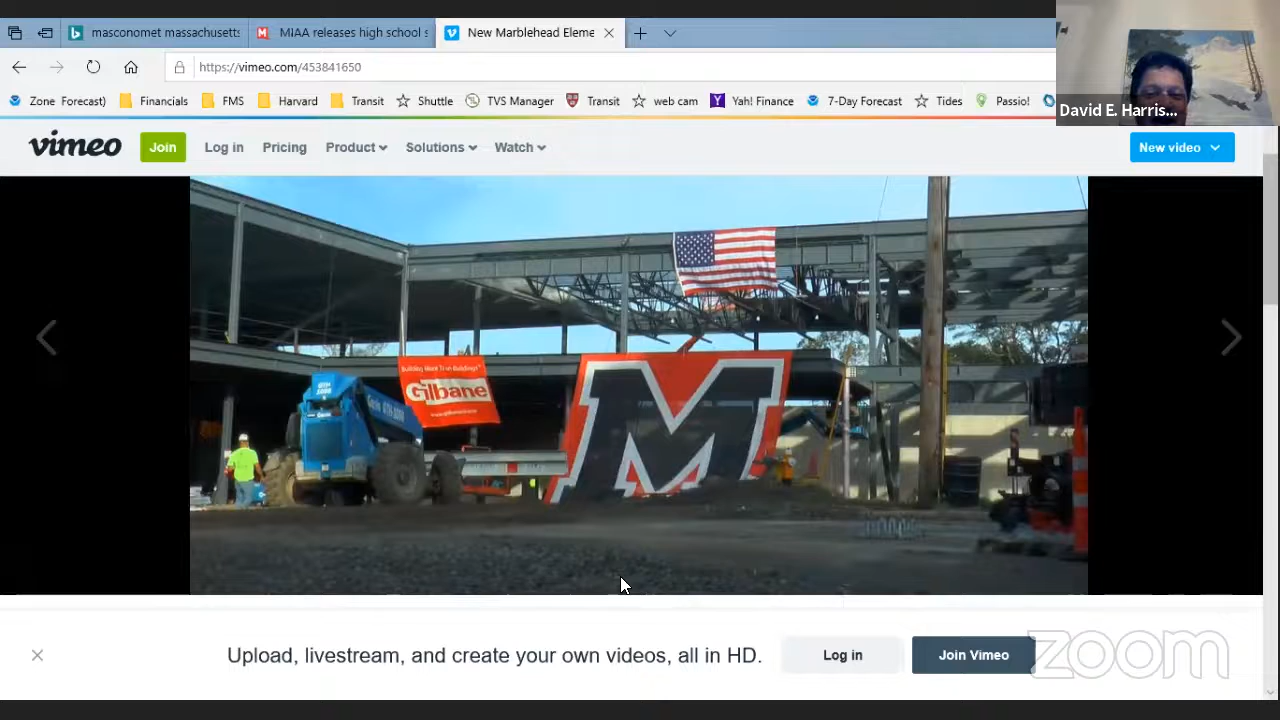 masconomet massachusetts
MIAA releases high school s
New Marblehead Eleme
https://vimeo.com/453841650
Zone Forecast)
Financials
FMS
Harvard
Transit
Shuttle
TVS Manager
Transit
web cam
Yah! Finance
7-Day Forecast
Tides
Passio!
David E. Harris...
vimeo
Join
Log in
Pricing
Product
Solutions
Watch
New video
Gilbane
M
Upload, livestream, and create your own videos, all in HD.
Log in
Join Vimeo
zoom